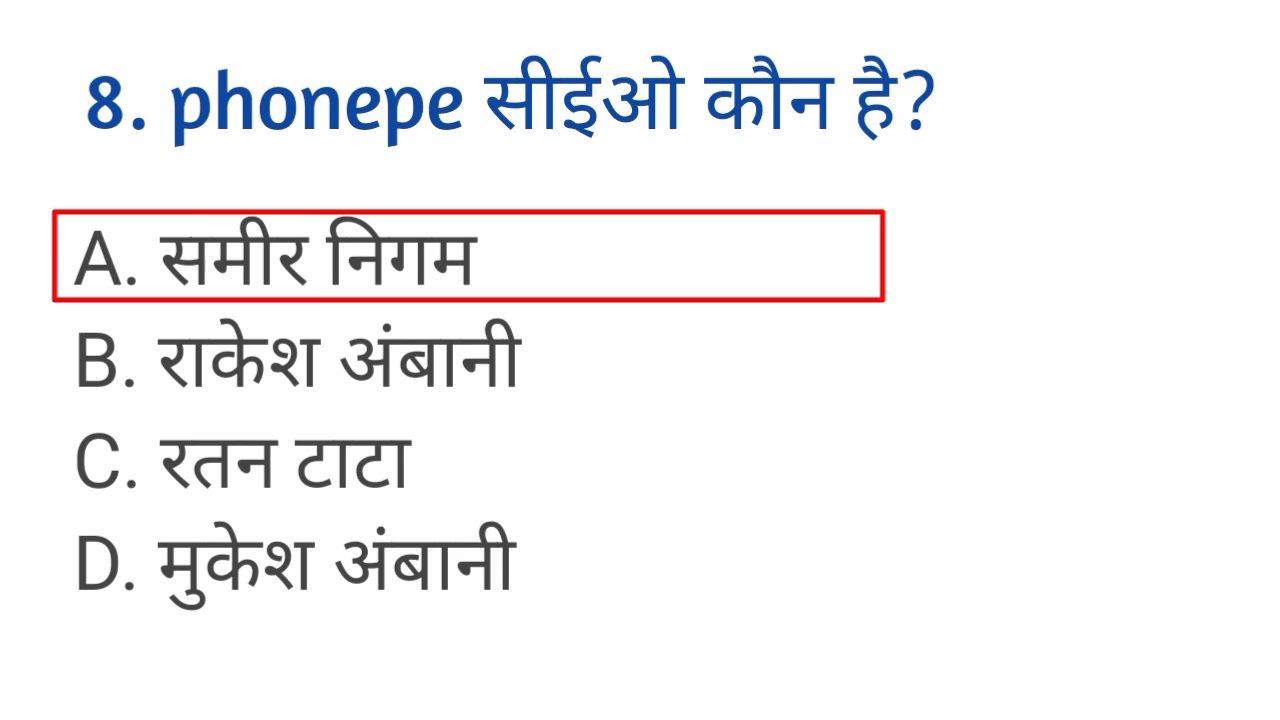 8. phonepe सीईओ कौन है?
A. समीर निगम
B. राकेश अंबानी
C. रतन टाटा
D. मुकेश अंबानी